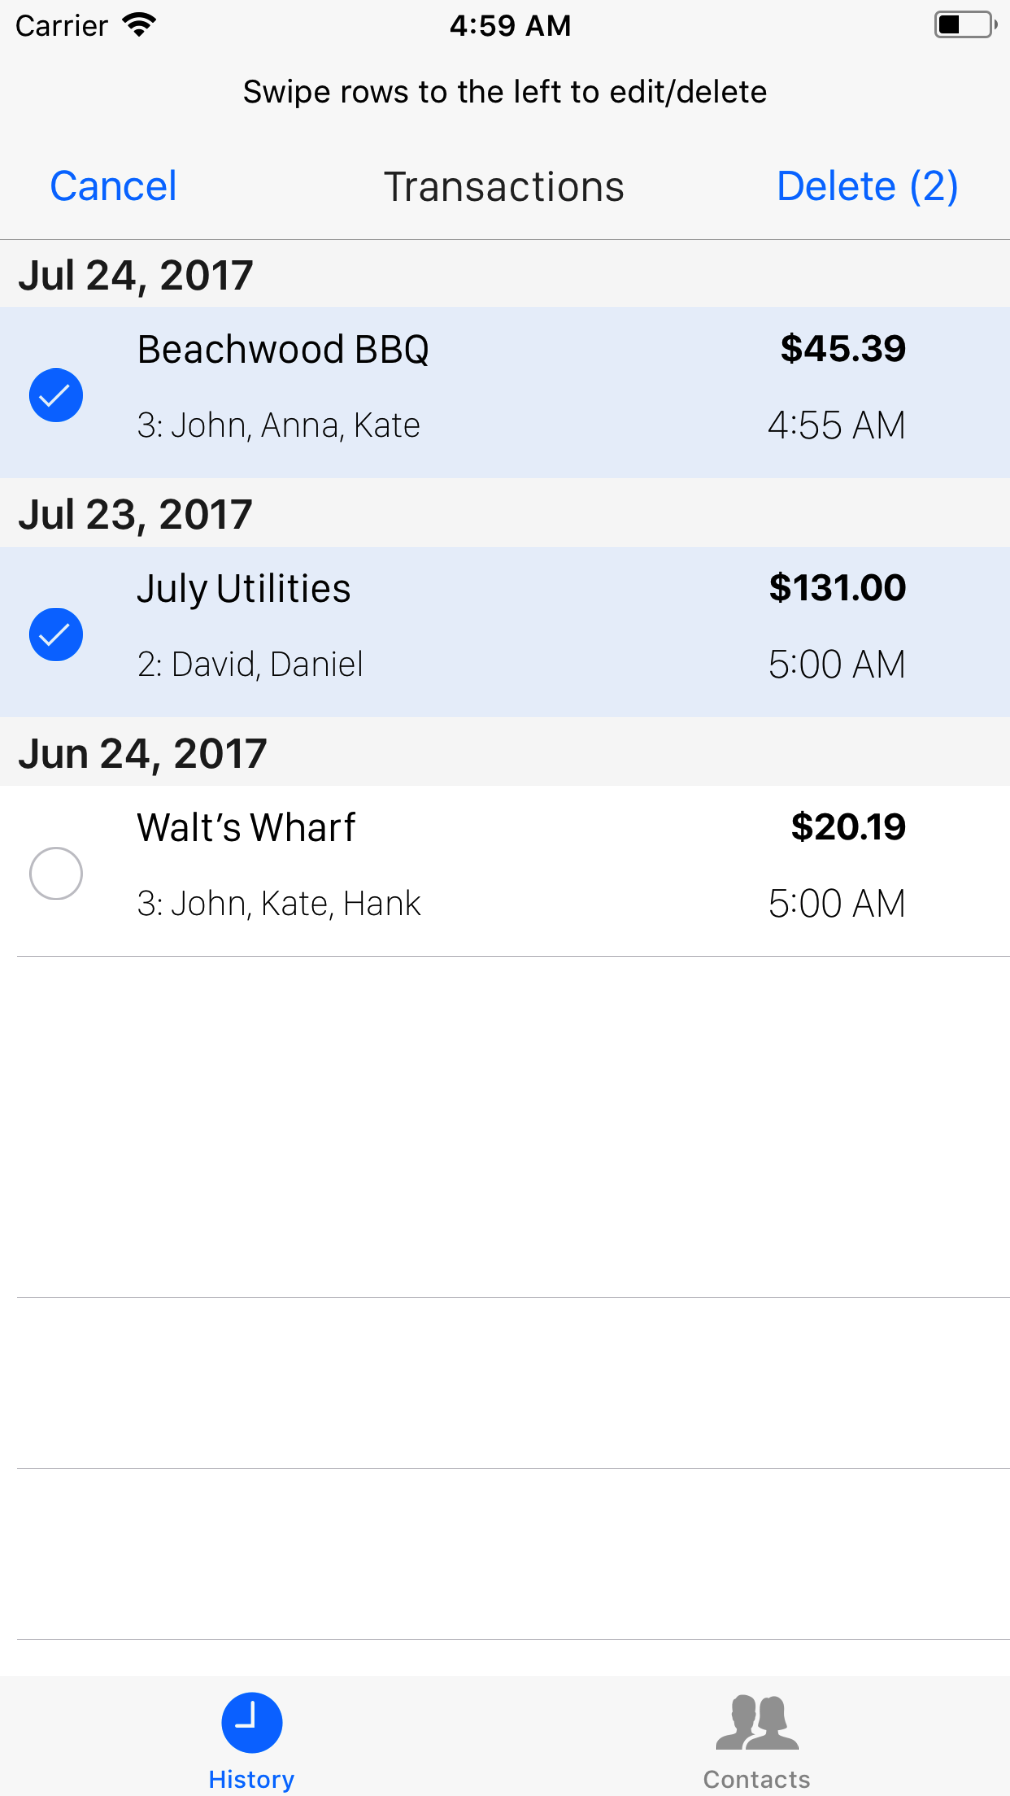 Carrier 4:59 AM
Swipe rows to the left to edit/delete
Cancel Transactions Delete (2)
Jul 24, 2017
Beachwood BBQ $45.39
3: John, Anna, Kate 4:55 AM
Jul 23, 2017
July Utilities $131.00
2: David, Daniel 5:00 AM
Jun 24, 2017
Walt’s Wharf $20.19
3: John, Kate, Hank 5:00 AM
History Contacts